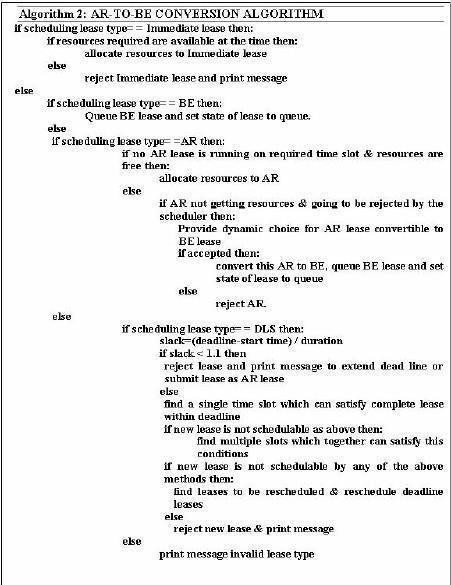 Algorithm 2: AR-TO-BE CONVERSION ALGORITHM
if scheduling lease type= = Immediate lease then:
if resources required are available at the time then:
allocate resources to Immediate lease
else
reject Immediate lease and print message
else
if scheduling lease type= = BE then:
Queue BE lease and set state of lease to queue.
else
if scheduling lease type= =AR then:
if no AR lease is running on required time slot & resources are
free then:
allocate resources to AR
else
if AR not getting resources & going to be rejected by the
scheduler then:
Provide dynamic choice for AR lease convertible to
BE lease
if accepted then:
convert this AR to BE, queue BE lease and set
state of lease to queue
else
reject AR.
else
if scheduling lease type= = DLS then:
slack=(deadline-start time) / duration
if slack < 1.1 then
reject lease and print message to extend dead line or
submit lease as AR lease
else
find a single time slot which can satisfy complete lease
within deadline
if new lease is not schedulable as above then:
find multiple slots which together can satisfy this
conditions
if new lease is not schedulable by any of the above
methods then:
find leases to be rescheduled & reschedule deadline
leases
else
reject new lease & print message
else
print message invalid lease type